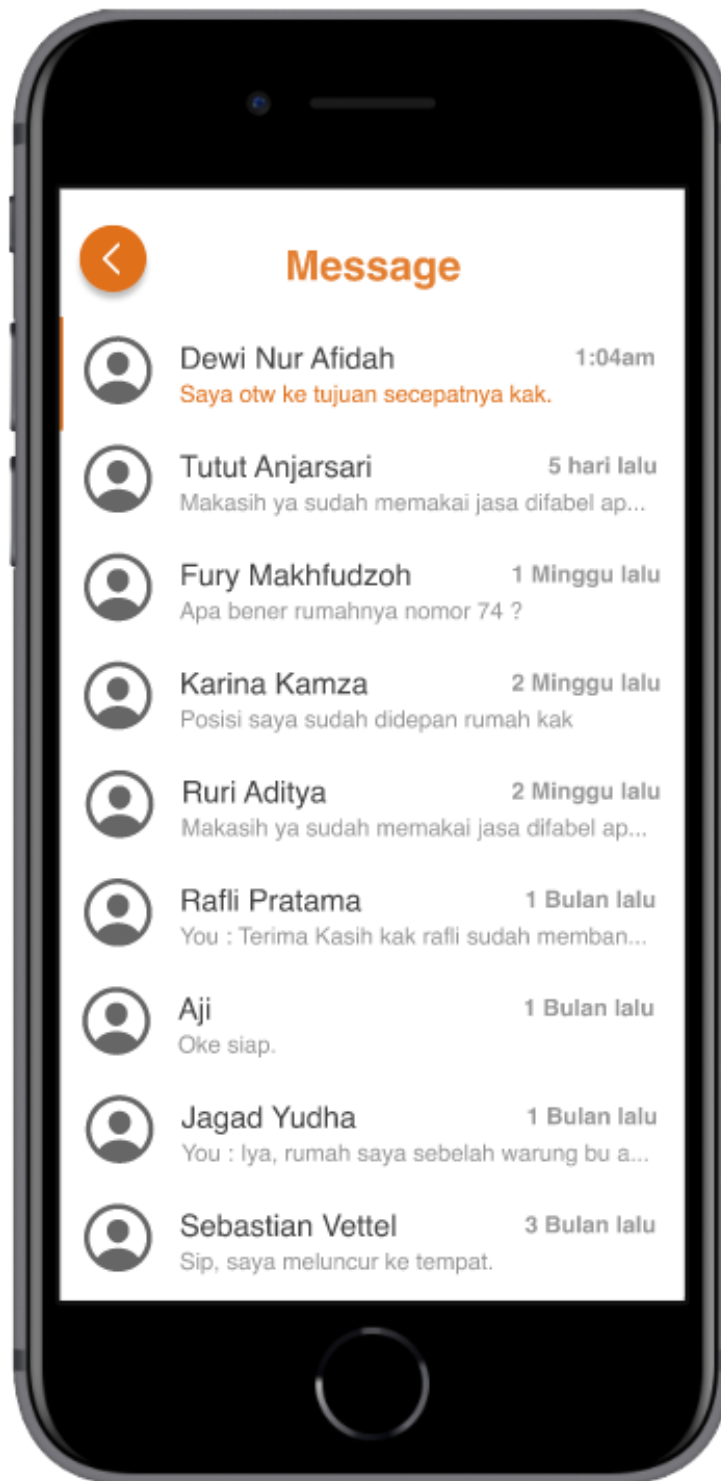 Message
Dewi Nur Afidah 1:04am
Saya otw ke tujuan secepatnya kak.
Tutut Anjarsari 5 hari lalu
Makasih ya sudah memakai jasa difabel ap...
Fury Makhfudzoh 1 Minggu lalu
Apa bener rumahnya nomor 74 ?
Karina Kamza 2 Minggu lalu
Posisi saya sudah didepan rumah kak
Ruri Aditya 2 Minggu lalu
Makasih ya sudah memakai jasa difabel ap...
Rafli Pratama 1 Bulan lalu
You : Terima Kasih kak rafli sudah memban...
Aji 1 Bulan lalu
Oke siap.
Jagad Yudha 1 Bulan lalu
You : Iya, rumah saya sebelah warung bu a...
Sebastian Vettel 3 Bulan lalu
Sip, saya meluncur ke tempat.